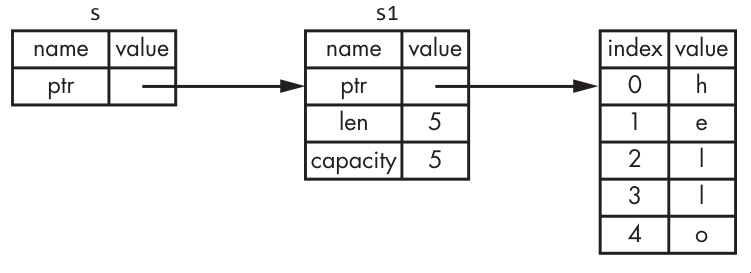 s
name value
ptr
s1
name value
ptr
len 5
capacity 5
index value
0 h
1 e
2 l
3 l
4 o